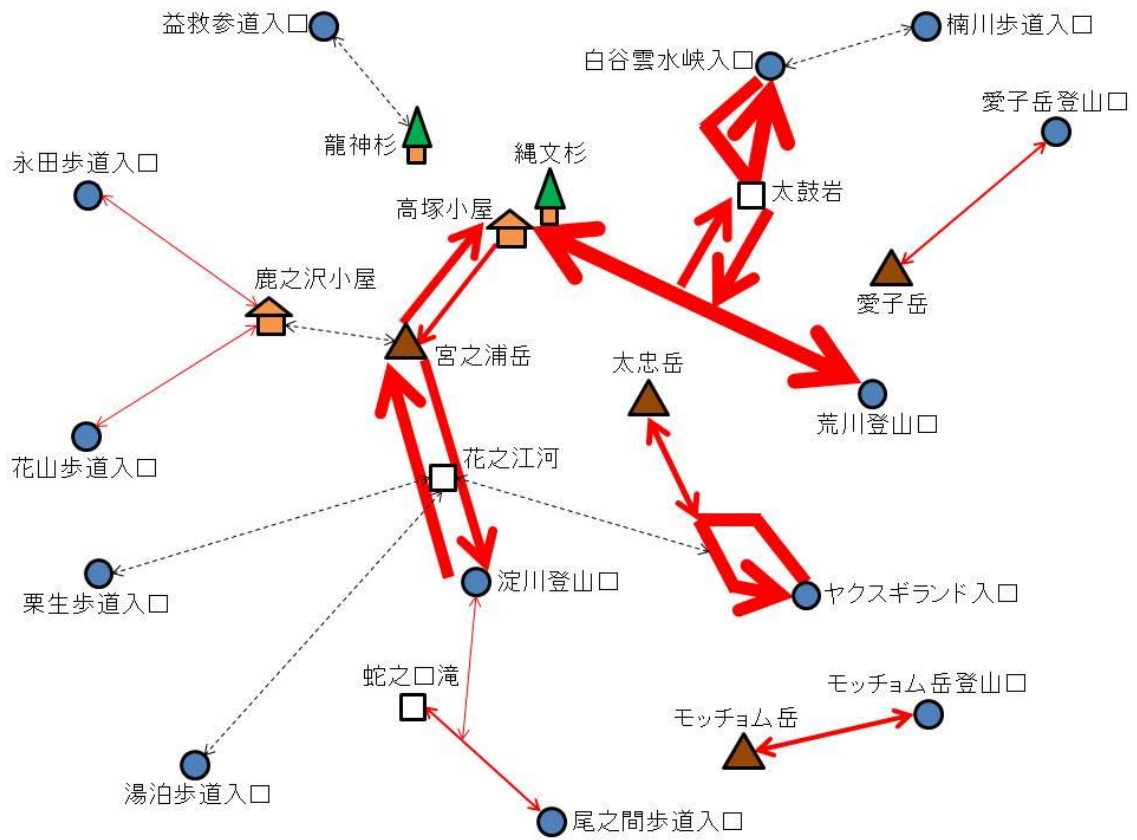 益救参道入口
楠川歩道入口
白谷雲水峡入口
愛子岳登山口
龍神杉
縄文杉
永田歩道入口
太鼓岩
高塚小屋
鹿之沢小屋
愛子岳
宮之浦岳
太忠岳
荒川登山口
花山歩道入口
花之江河
淀川登山口
ヤクスギランド入口
栗生歩道入口
蛇之口滝
モッチョム岳登山口
モッチョム岳
湯泊歩道入口
尾之間歩道入口